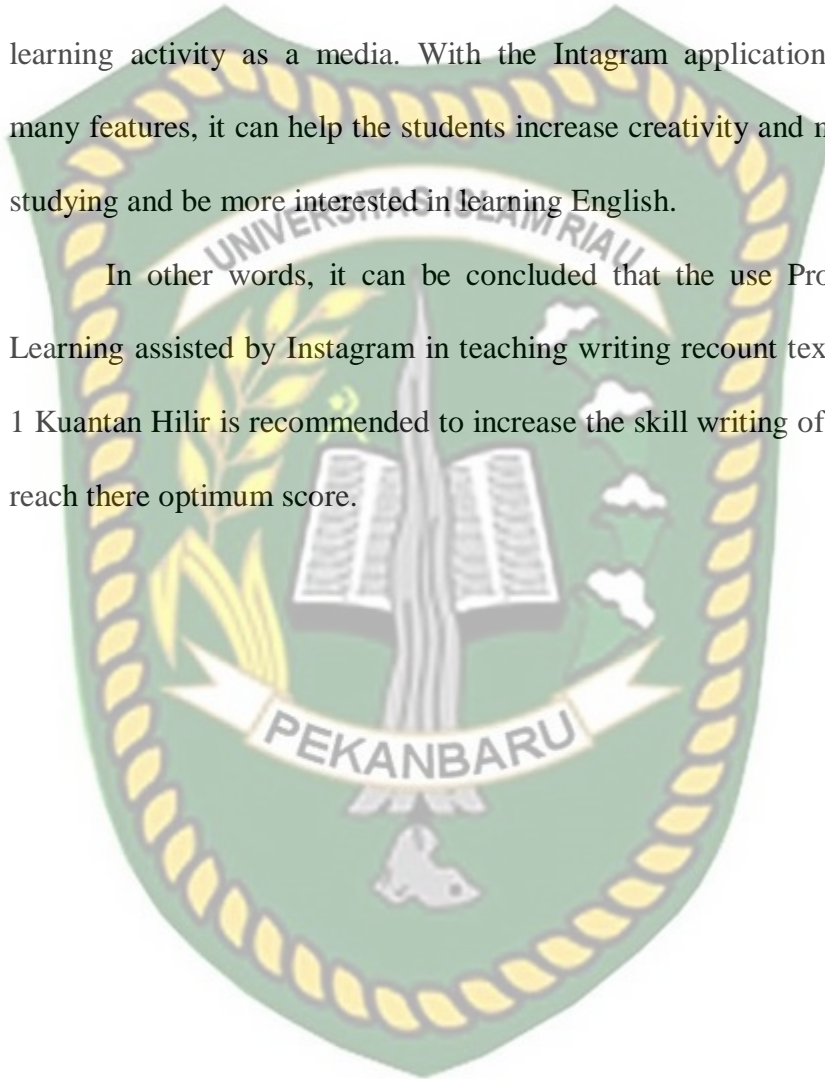 learning activity as a media. With the Intagram application
many features, it can help the students increase creativity and
studying and be more interested in learning English.
UNIVERSITAS ISLAM RIAU
In other words, it can be concluded that the use
Learning assisted by Instagram in teaching writing recount
1 Kuantan Hilir is recommended to increase the skill writing of
reach there optimum score.
PEKANBARU